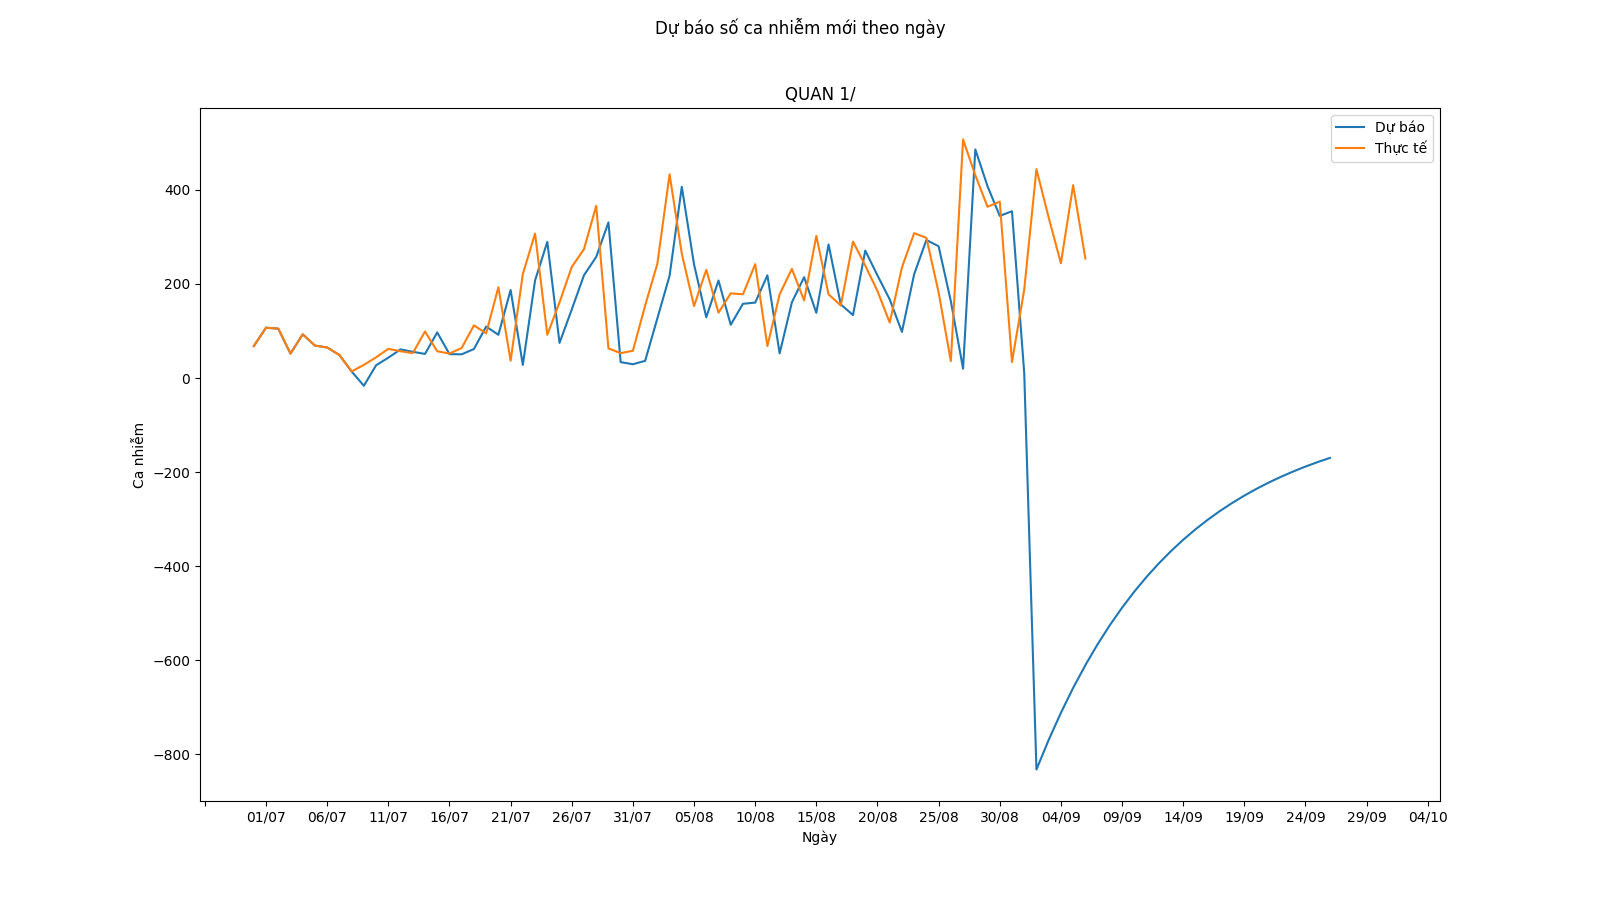 Dự báo số ca nhiễm mới theo ngày
QUAN 1/
Dự báo
Thực tế
400
200
0
−200
−400
−600
−800
Ca nhiễm
01/07 06/07 11/07 16/07 21/07 26/07 31/07 05/08 10/08 15/08 20/08 25/08 30/08 04/09 09/09 14/09 19/09 24/09 29/09 04/10
Ngày